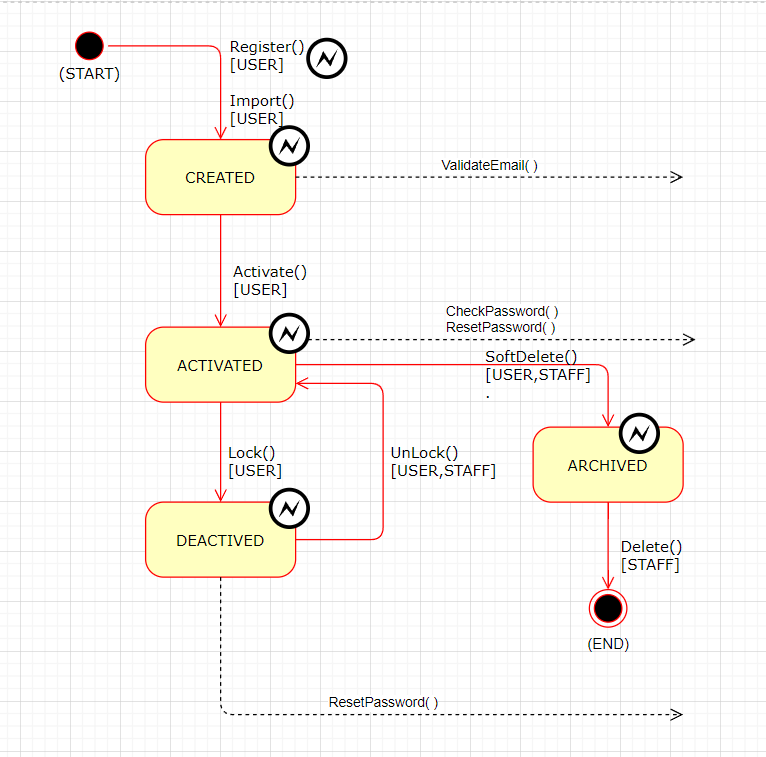 Register()
[USER]
(START)
Import()
[USER]
CREATED
ValidateEmail( )
Activate()
[USER]
CheckPassword( )
ResetPassword( )
ACTIVATED
SoftDelete()
[USER,STAFF]
.
Lock()
[USER]
UnLock()
[USER,STAFF]
ARCHIVED
DEACTIVED
Delete()
[STAFF]
(END)
ResetPassword( )